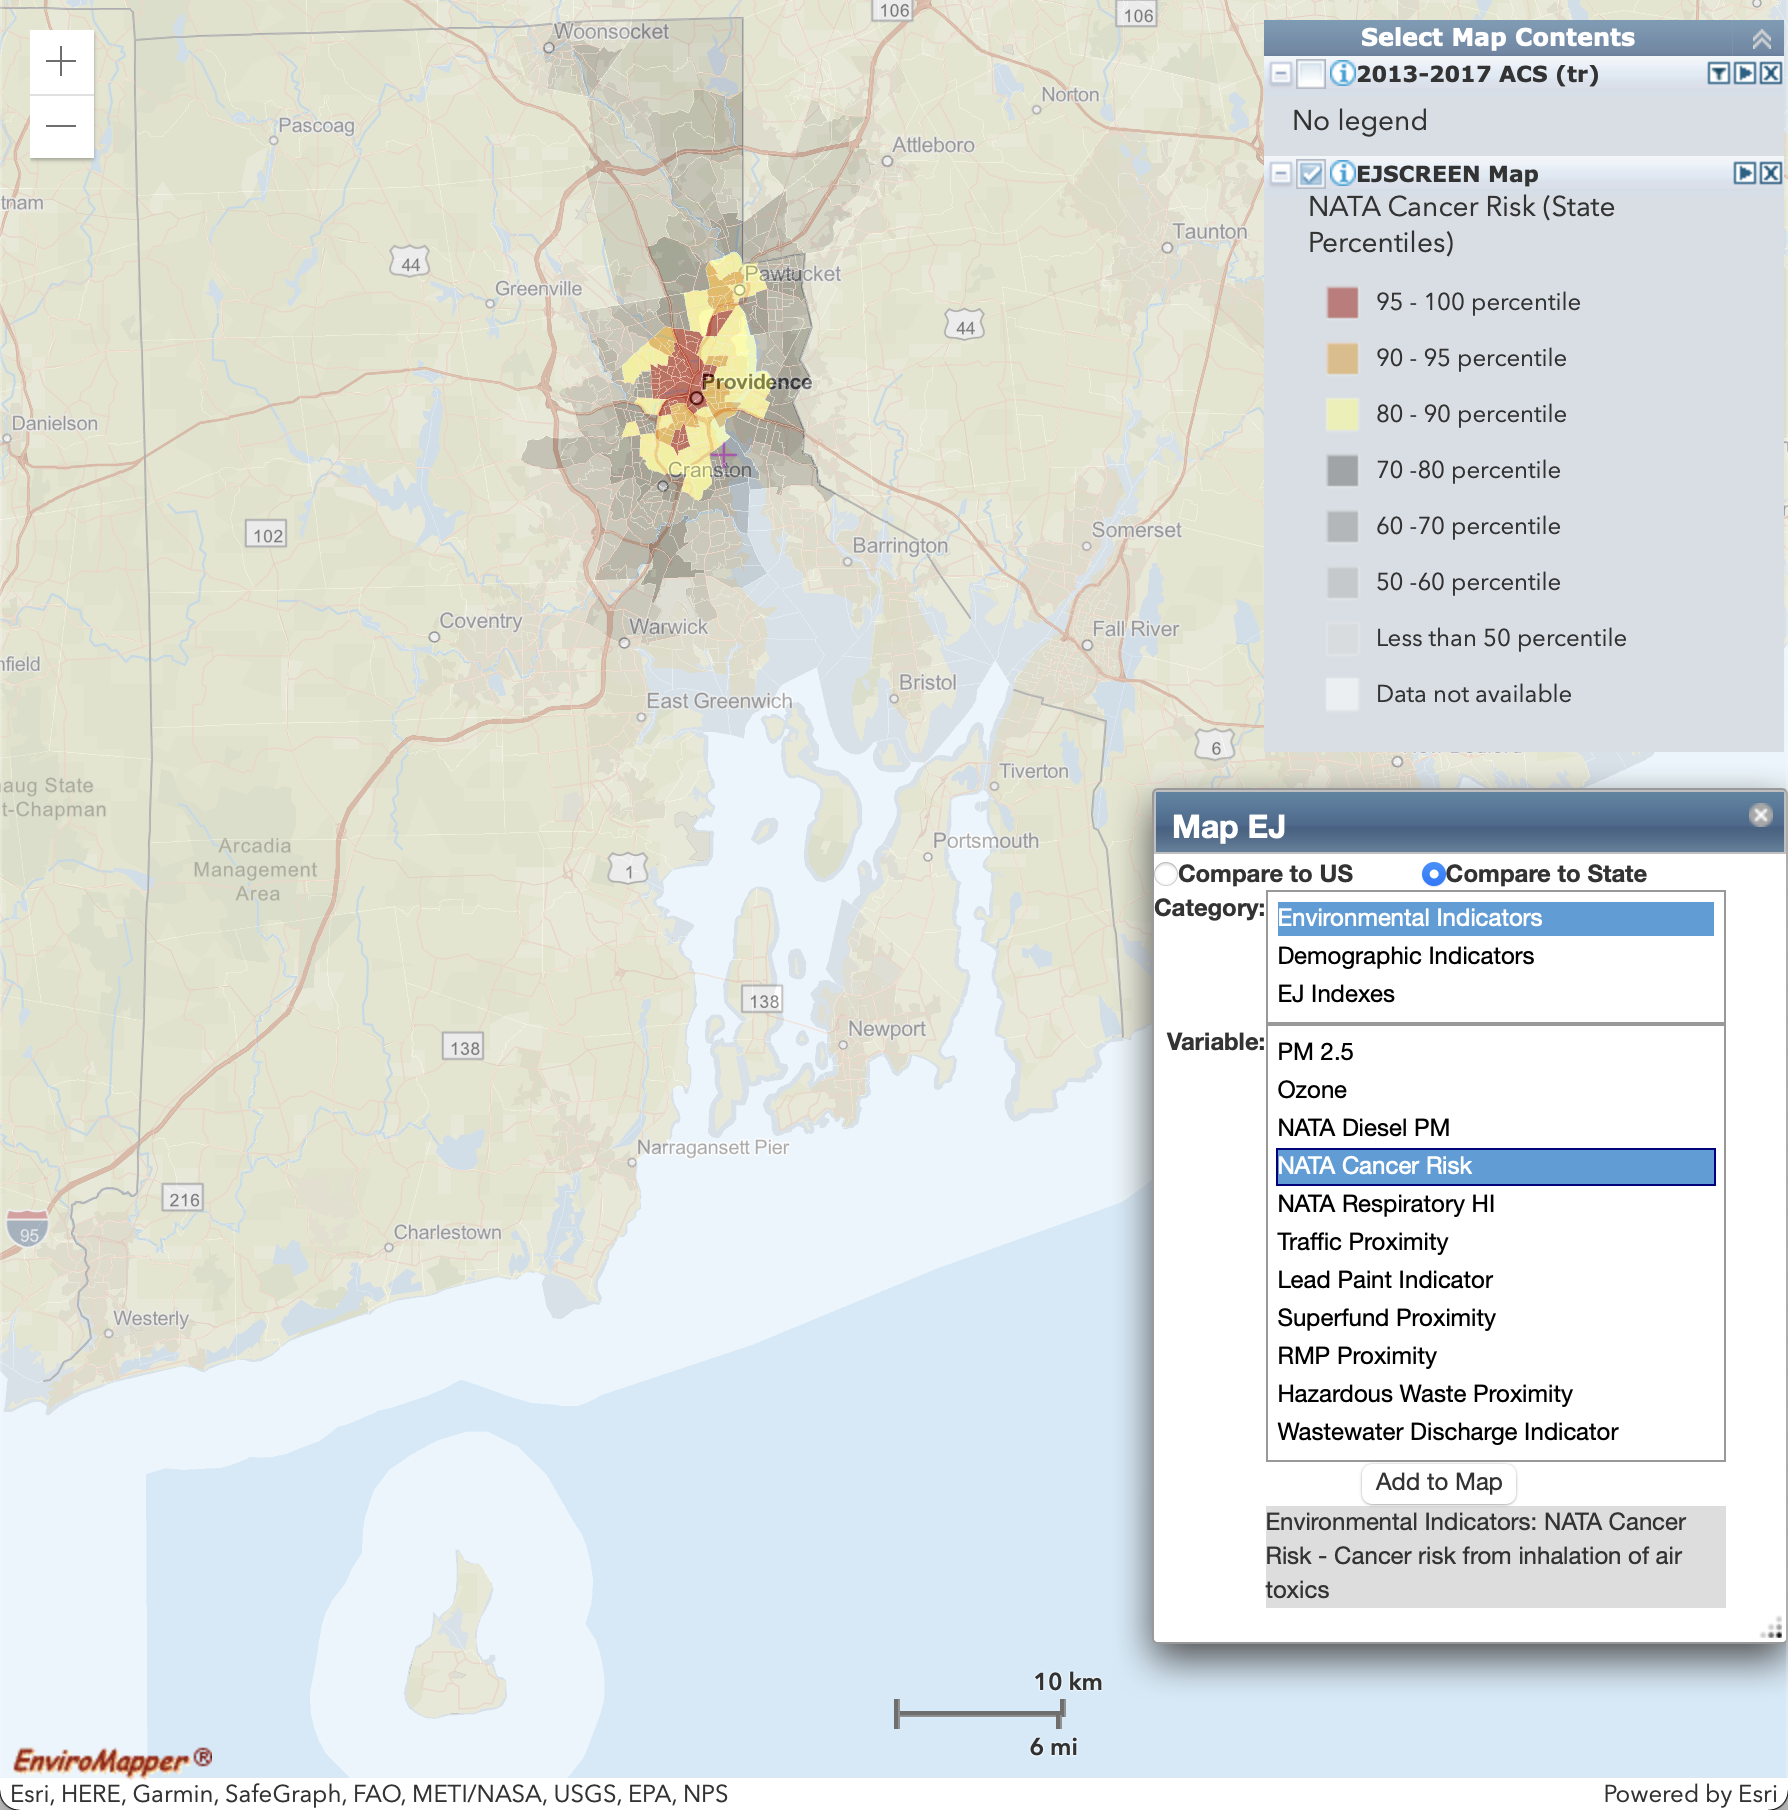 106
106
Woonsocket
Norton
Pascoag
Attleboro
tnam
Taunton
44
Pawtucket
Greenville
44
Providence
Danielson
Cranston
102
Somerset
Barrington
Coventry
Warwick
Fall River
nfield
Bristol
East Greenwich
6
Tiverton
aug State
t-Chapman
Portsmouth
Arcadia
Management
Area
1
138
Newport
138
Narragansett Pier
216
95
Charlestown
Westerly
Select Map Contents
2013-2017 ACS (tr)
No legend
EJSCREEN Map
NATA Cancer Risk (State
Percentiles)
95 - 100 percentile
90 - 95 percentile
80 - 90 percentile
70 -80 percentile
60 -70 percentile
50 -60 percentile
Less than 50 percentile
Data not available
Map EJ
Compare to US Compare to State
Category:
Environmental Indicators
Demographic Indicators
EJ Indexes
Variable:
PM 2.5
Ozone
NATA Diesel PM
NATA Cancer Risk
NATA Respiratory HI
Traffic Proximity
Lead Paint Indicator
Superfund Proximity
RMP Proximity
Hazardous Waste Proximity
Wastewater Discharge Indicator
Add to Map
Environmental Indicators: NATA Cancer
Risk - Cancer risk from inhalation of air
toxics
10 km
6 mi
EnviroMapper ®
Esri, HERE, Garmin, SafeGraph, FAO, METI/NASA, USGS, EPA, NPS
Powered by Esri